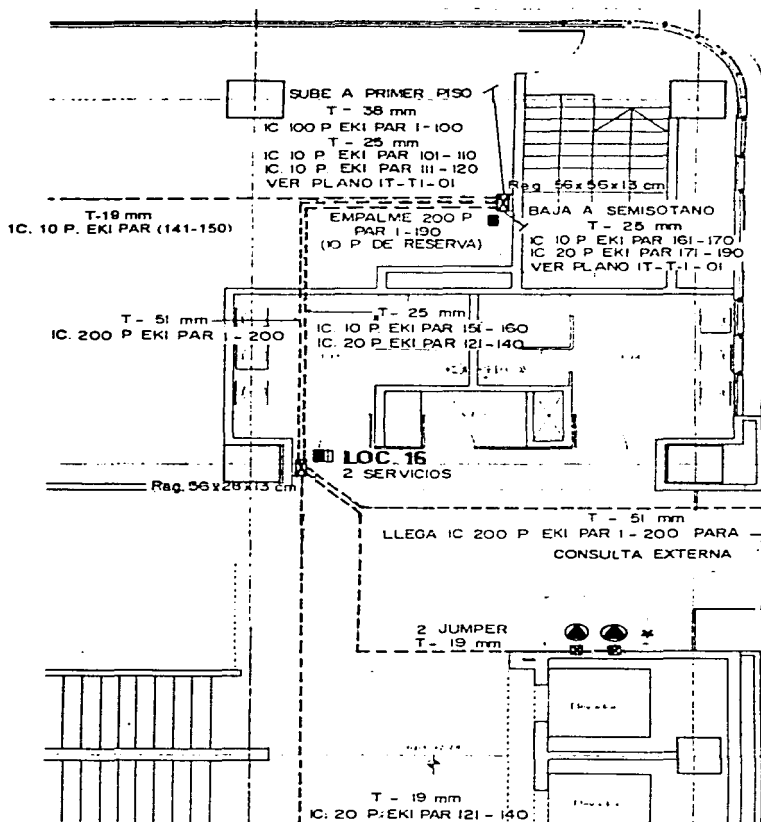 SUBE A PRIMER PISO
T - 38 mm
IC 100 P EKI PAR 1-100
T - 25 mm
IC 10 P. EKI PAR 101-110
IC. 10 P. EKI PAR 111-120
VER PLANO IT-T1-01
Reg. 56x56x13 cm
T-19 mm
1C. 10 P. EKI PAR (141-150)
EMPALME 200 P
PAR 1-190
(10 P DE RESERVA)
BAJA A SEMISOTANO
T - 25 mm
IC 10 P EKI PAR 161-170
IC 20 P EKI PAR 171-190
VER PLANO IT-T-1-01
T - 51 mm
IC. 200 P EKI PAR 1-200
T - 25 mm
IC. 10 P. EKI PAR 151-160
IC. 20 P EKI PAR 121-140
LOC. 16
2 SERVICIOS
Reg. 56x28x13 cm
T - 51 mm
LLEGA IC 200 P EKI PAR 1-200 PARA
CONSULTA EXTERNA
2 JUMPER
T - 19 mm
Elevador
Elevador
T - 19 mm
IC. 20 P. EKI PAR 121-140